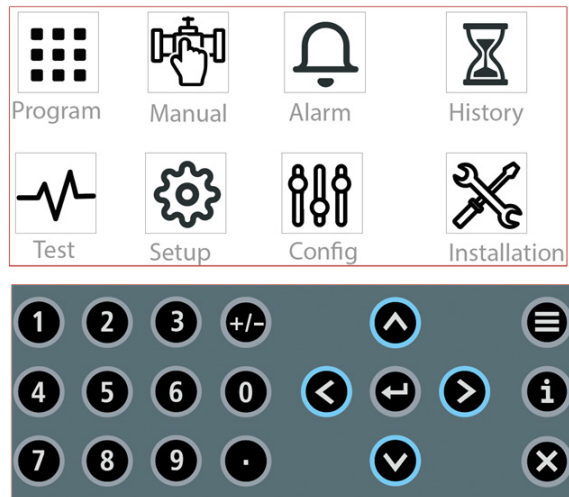 Program Manual Alarm History
Test Setup Config Installation
1 2 3 +/-
4 5 6 0 i
7 8 9 .